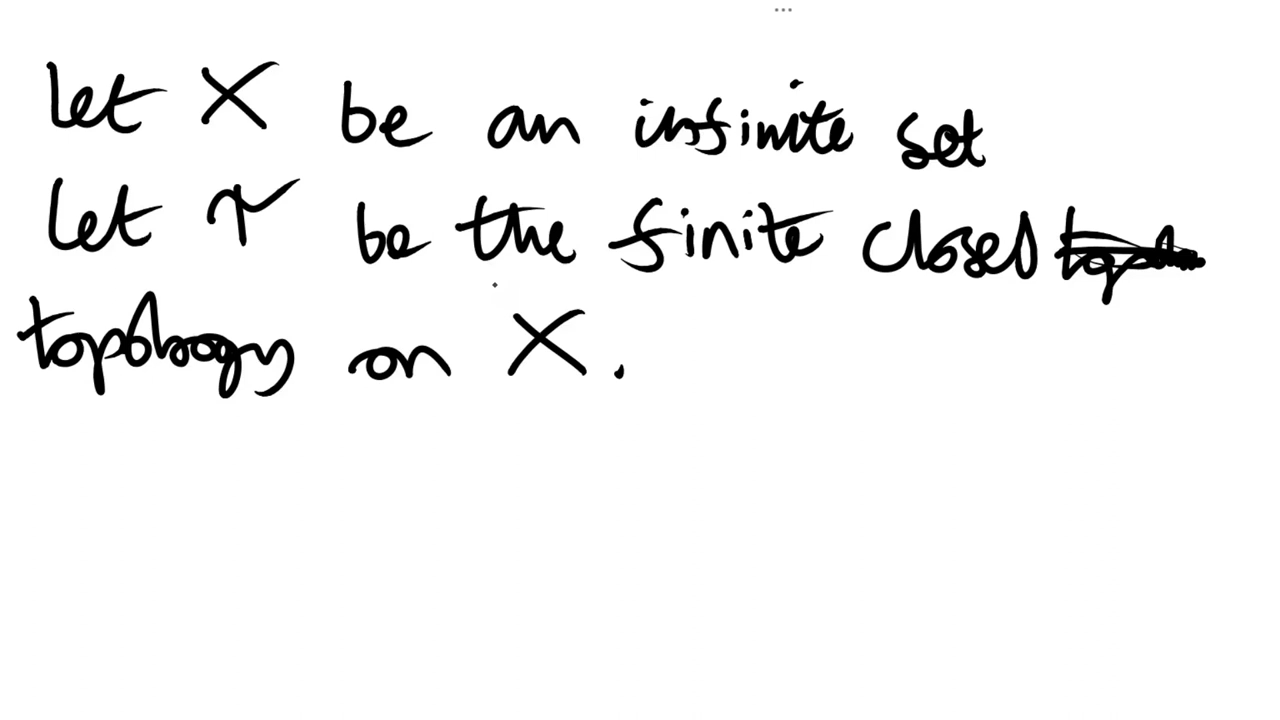 let X be an infinite set
let τ be the finite closed
topology on X.